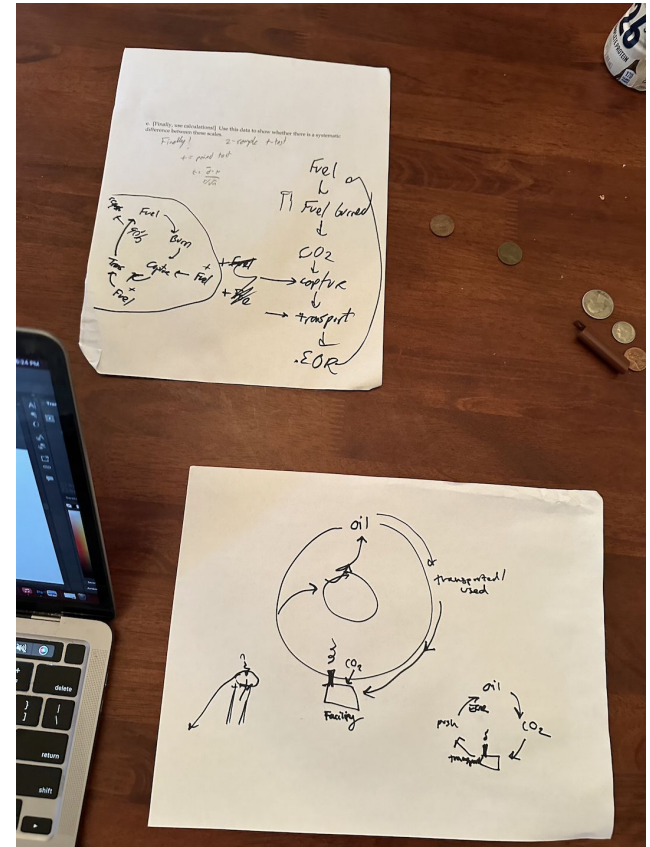 e. [Finally, use calculations!] Use this data to show whether there is a systematic
difference between these scales.
Finally!
2-sample t-test
paired test
Fuel
Fuel burned
CO2
capture
transport
EOR
Fuel
Burn
+
Fuel
Capture
Trans
+
Fuel
+ Fuel
+
oil
transported/
used
CO2
Facility
?
oil
CO2
transport
push
EOR
26
delete
return
shift